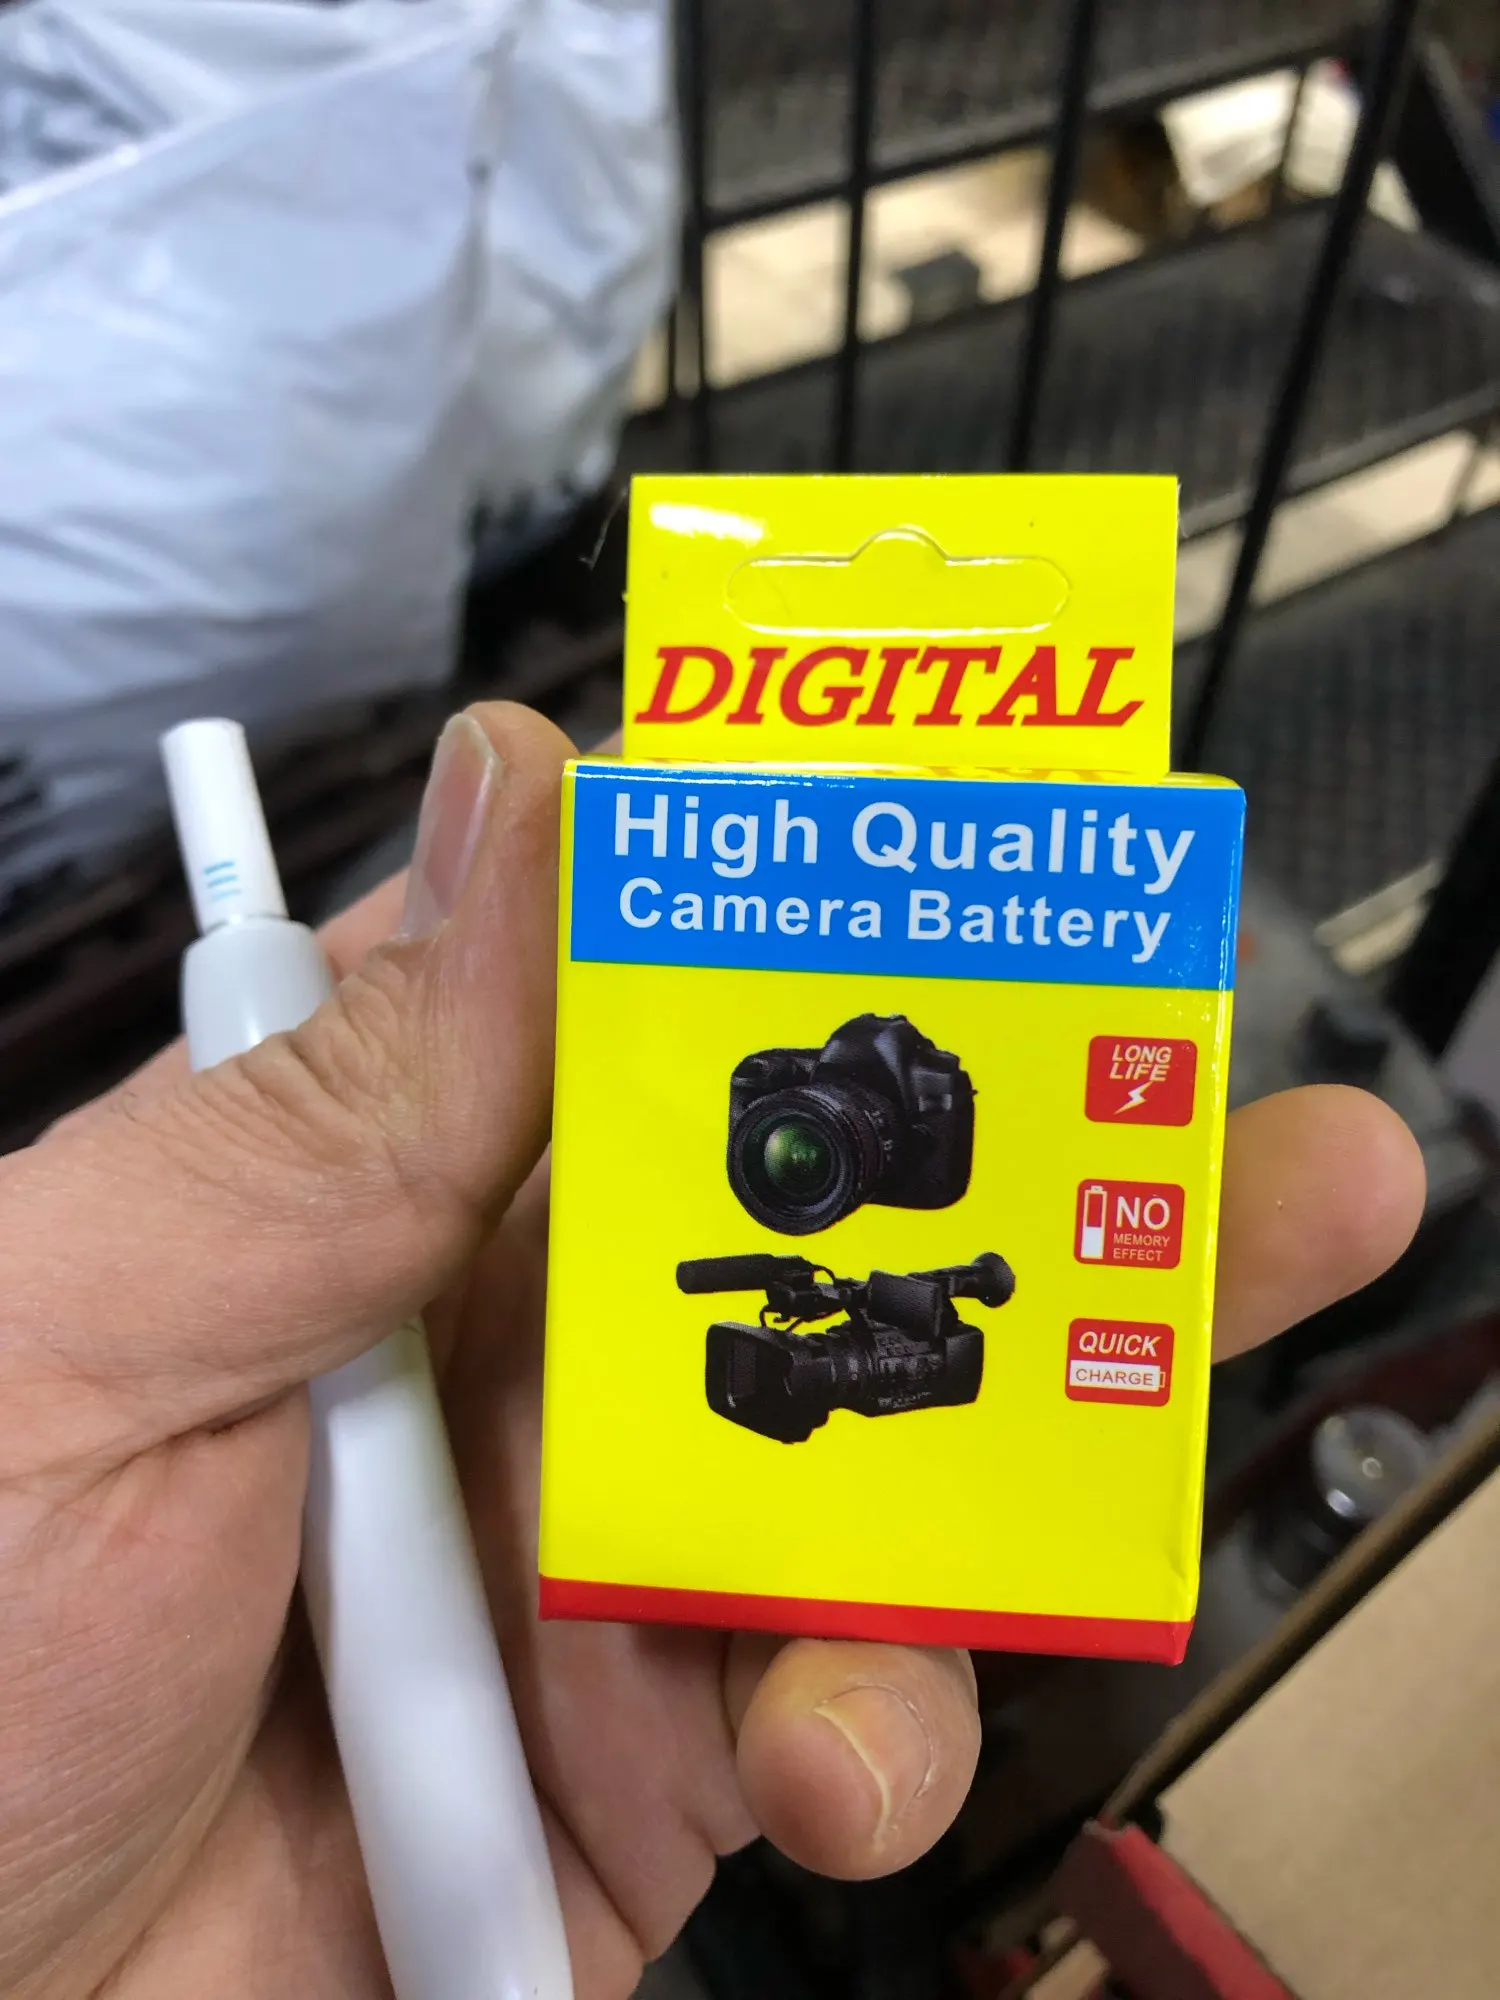 DIGITAL
High Quality
Camera Battery
LONG
LIFE
NO
MEMORY
EFFECT
QUICK
CHARGE